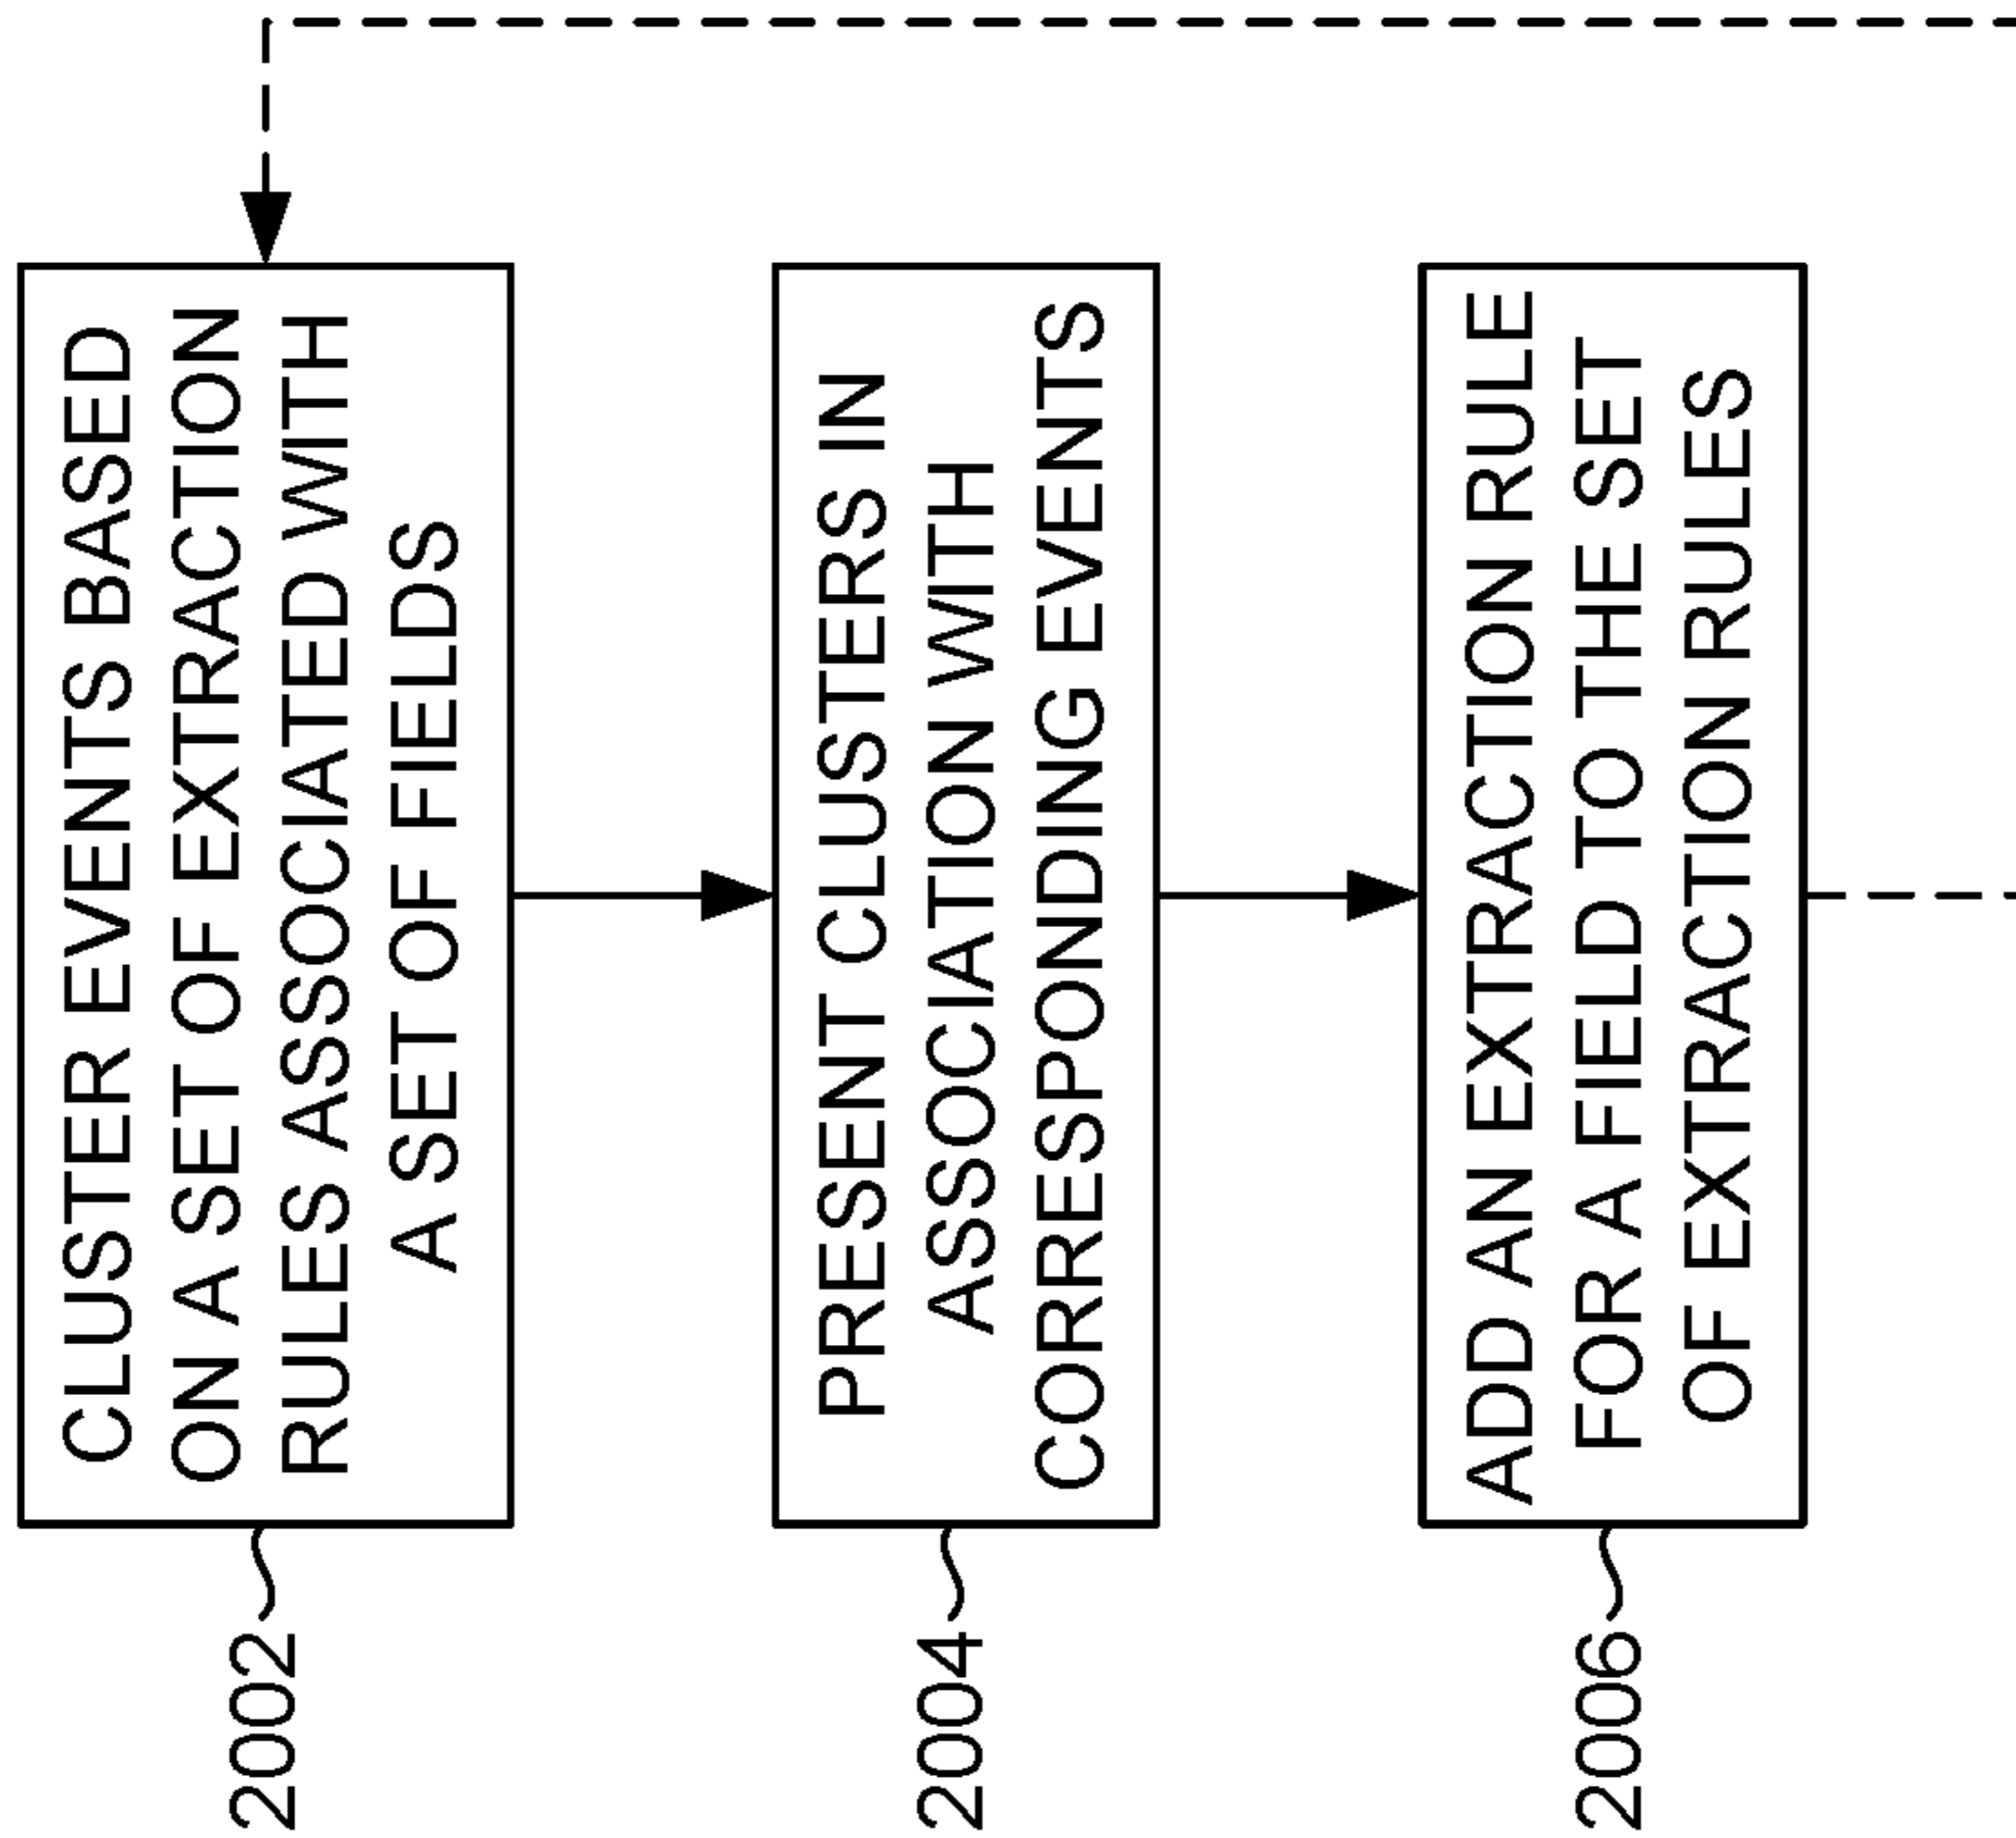 2002
CLUSTER EVENTS BASED
ON A SET OF EXTRACTION
RULES ASSOCIATED WITH
A SET OF FIELDS
2004
PRESENT CLUSTERS IN
ASSOCIATION WITH
CORRESPONDING EVENTS
2006
ADD AN EXTRACTION RULE
FOR A FIELD TO THE SET
OF EXTRACTION RULES